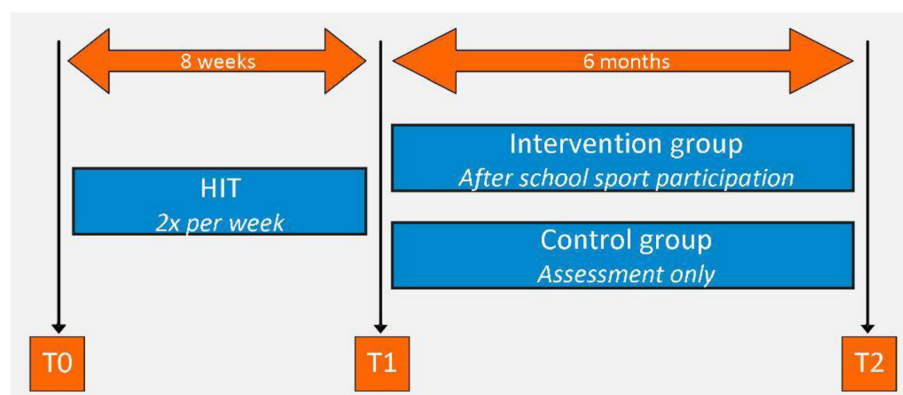 8 weeks
6 months
Intervention group
After school sport participation
HIT
2x per week
Control group
Assessment only
T0
T1
T2